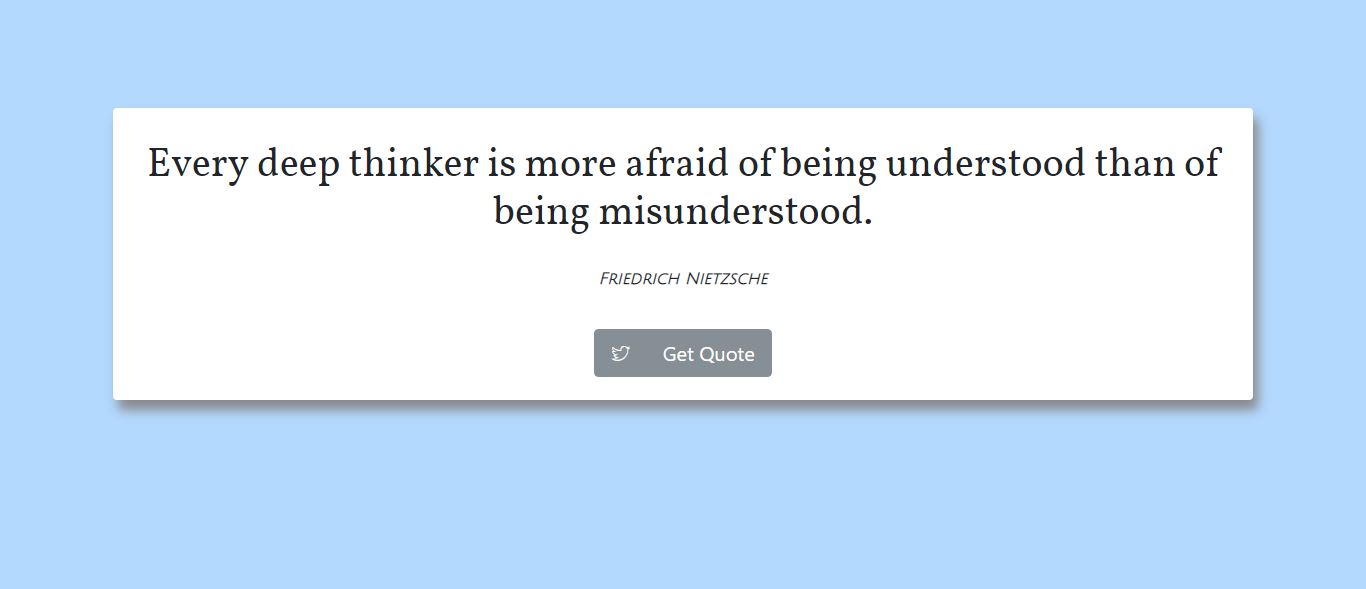 Every deep thinker is more afraid of being understood than of
being misunderstood.
Friedrich Nietzsche
Get Quote